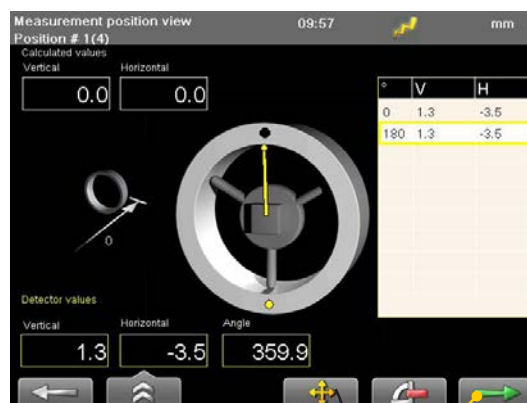 Measurement position view 09:57 mm
Position # 1(4)
Calculated values
Vertical Horizontal
0.0 0.0
° V H
0 1.3 -3.5
180 1.3 -3.5
0
Detector values
Vertical Horizontal Angle
1.3 -3.5 359.9